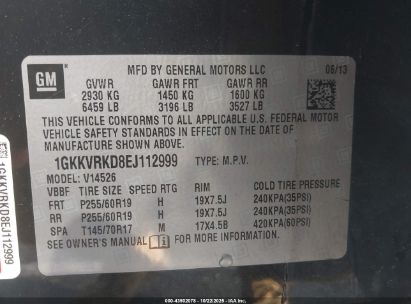 GM
MFD BY GENERAL MOTORS LLC 06/13
GVWR GAWR FRT GAWR RR
2930 KG 1450 KG 1600 KG
6459 LB 3196 LB 3527 LB
THIS VEHICLE CONFORMS TO ALL APPLICABLE U.S. FEDERAL MOTOR
VEHICLE SAFETY STANDARDS IN EFFECT ON THE DATE OF
MANUFACTURE SHOWN ABOVE.
1GKKVRKD8EJ112999 TYPE: M.P.V.
MODEL: V14526
VBBF TIRE SIZE SPEED RTG RIM COLD TIRE PRESSURE
FRT P255/60R19 H 19X7.5J 240KPA(35PSI)
RR P255/60R19 H 19X7.5J 240KPA(35PSI)
SPA T145/70R17 M 17X4.5B 420KPA(60PSI)
SEE OWNER'S MANUAL FOR MORE INFORMATION.
1GKKVRKD8EJ112999